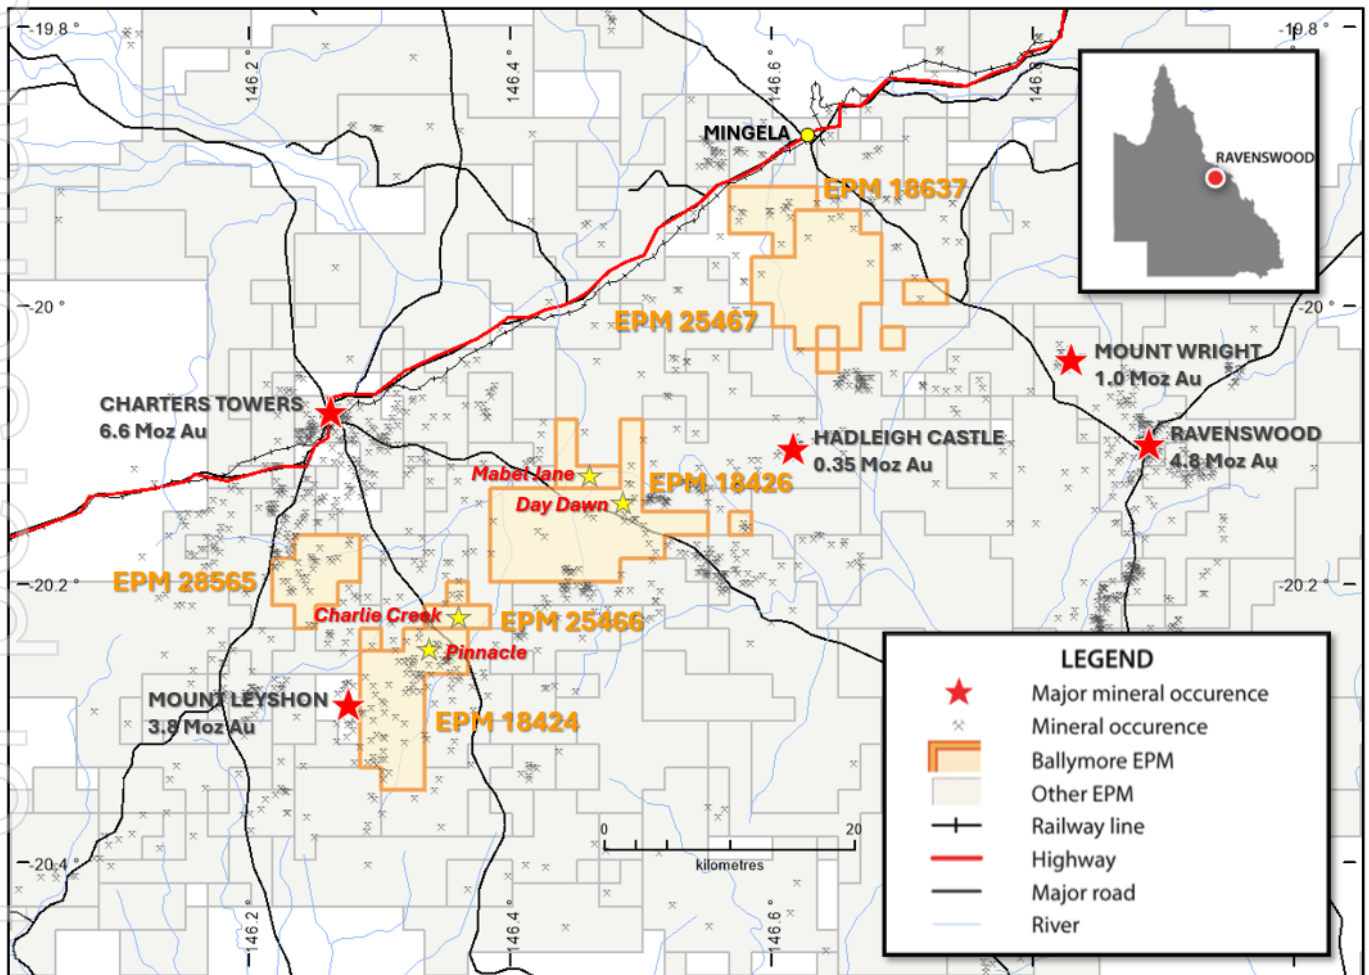 -19.8 °
-19.8 °
146.2 °
146.4 °
146.6 °
146.8
MINGELA
RAVENSWOOD
EPM 18637
-20 °
-20 °
EPM 25467
MOUNT WRIGHT
1.0 Moz Au
CHARTERS TOWERS
6.6 Moz Au
HADLEIGH CASTLE
0.35 Moz Au
RAVENSWOOD
4.8 Moz Au
Mabel Jane
EPM 18426
Day Dawn
EPM 28565
-20.2 °
-20.2 °
Charlie Creek
EPM 25466
Pinnacle
MOUNT LEYSHON
3.8 Moz Au
EPM 18424
LEGEND
Major mineral occurence
Mineral occurence
Ballymore EPM
Other EPM
Railway line
Highway
Major road
River
0
20
kilometres
-20.4 °
146.2 °
146.4 °
146.6 °